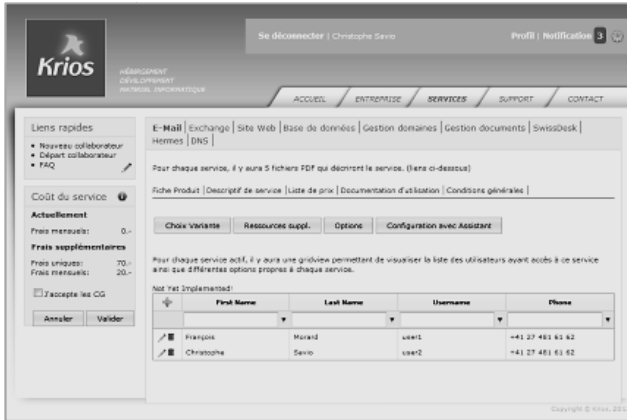 Se déconnecter | Christophe Savio
Profil | Notification 3
Krios
HÉBERGEMENT
DÉVELOPPEMENT
MATÉRIEL INFORMATIQUE
ACCUEIL
ENTREPRISE
SERVICES
SUPPORT
CONTACT
Liens rapides
Nouveau collaborateur
Départ collaborateur
FAQ
Coût du service
Actuellement
Frais mensuels: 0.-
Frais supplémentaires
Frais uniques: 70.-
Frais mensuels: 20.-
J'accepte les CG
Annuler
Valider
E-Mail | Exchange | Site Web | Base de données | Gestion domaines | Gestion documents | SwissDesk |
Hermes | DNS |
Pour chaque service, il y aura 5 fichiers PDF qui décriront le service. (liens ci-dessous)
Fiche Produit | Descriptif de service | Liste de prix | Documentation d'utilisation | Conditions générales |
Choix Variante
Ressources suppl.
Options
Configuration avec Assistant
Pour chaque service actif, il y aura une gridview permettant de visualiser la liste des utilisateurs ayant accès à ce service
ainsi que différentes options propres à chaque service.
Not Yet Implemented!
First Name Last Name Username Phone
François Morard user1 +41 27 481 61 62
Christophe Savio user2 +41 27 481 61 62
Copyright © Krios, 201